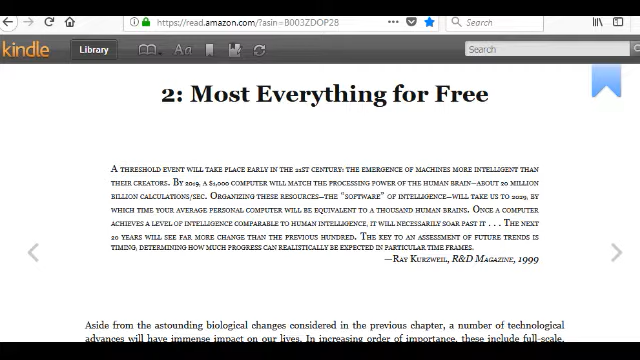 https://read.amazon.com/?asin=B003ZDOP28
Search
kindle
Library
Aa
Search
2: Most Everything for Free
A threshold event will take place early in the 21st century: the emergence of machines more intelligent than
their creators. By 2019, a $1,000 computer will match the processing power of the human brain—about 20 million
billion calculations/sec. Organizing these resources—the “software” of intelligence—will take us to 2029, by
which time your average personal computer will be equivalent to a thousand human brains. Once a computer
achieves a level of intelligence comparable to human intelligence, it will necessarily soar past it . . . The next
20 years will see far more change than the previous hundred. The key to an assessment of future trends is
timing, determining how much progress can realistically be expected in particular time frames.
—Ray Kurzweil, R&D Magazine, 1999
Aside from the astounding biological changes considered in the previous chapter, a number of technological
advances will have immense impact on our lives. In increasing order of importance, these include full-scale,